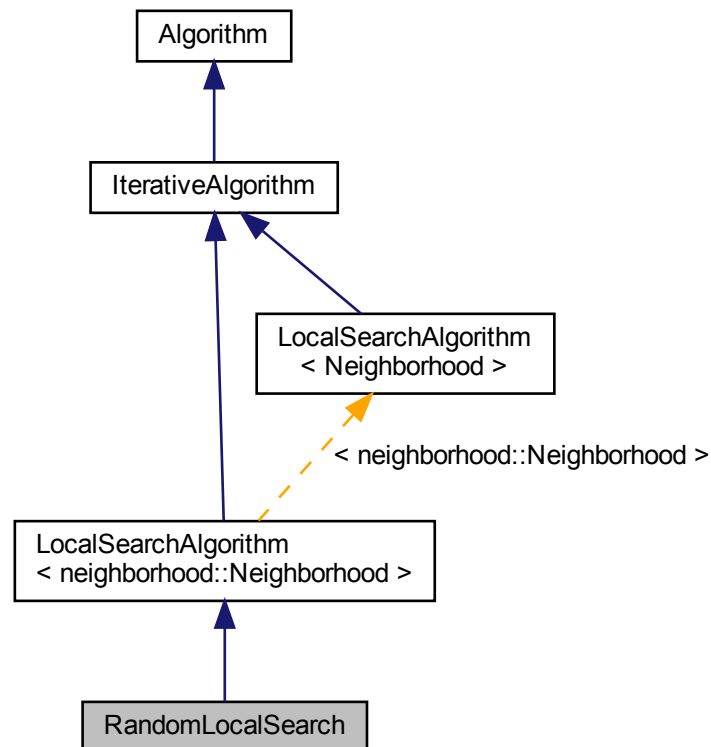 Algorithm
IterativeAlgorithm
LocalSearchAlgorithm
< Neighborhood >
< neighborhood::Neighborhood >
LocalSearchAlgorithm
< neighborhood::Neighborhood >
RandomLocalSearch